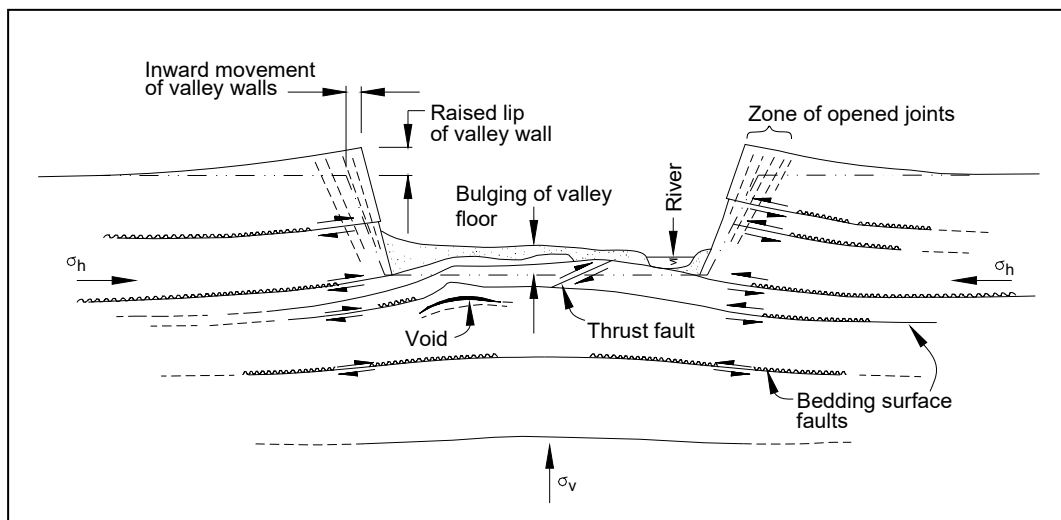 Inward movement
of valley walls
Raised lip
of valley wall
Zone of opened joints
Bulging of valley
floor
River
σh
σh
Void
Thrust fault
Bedding surface
faults
σv